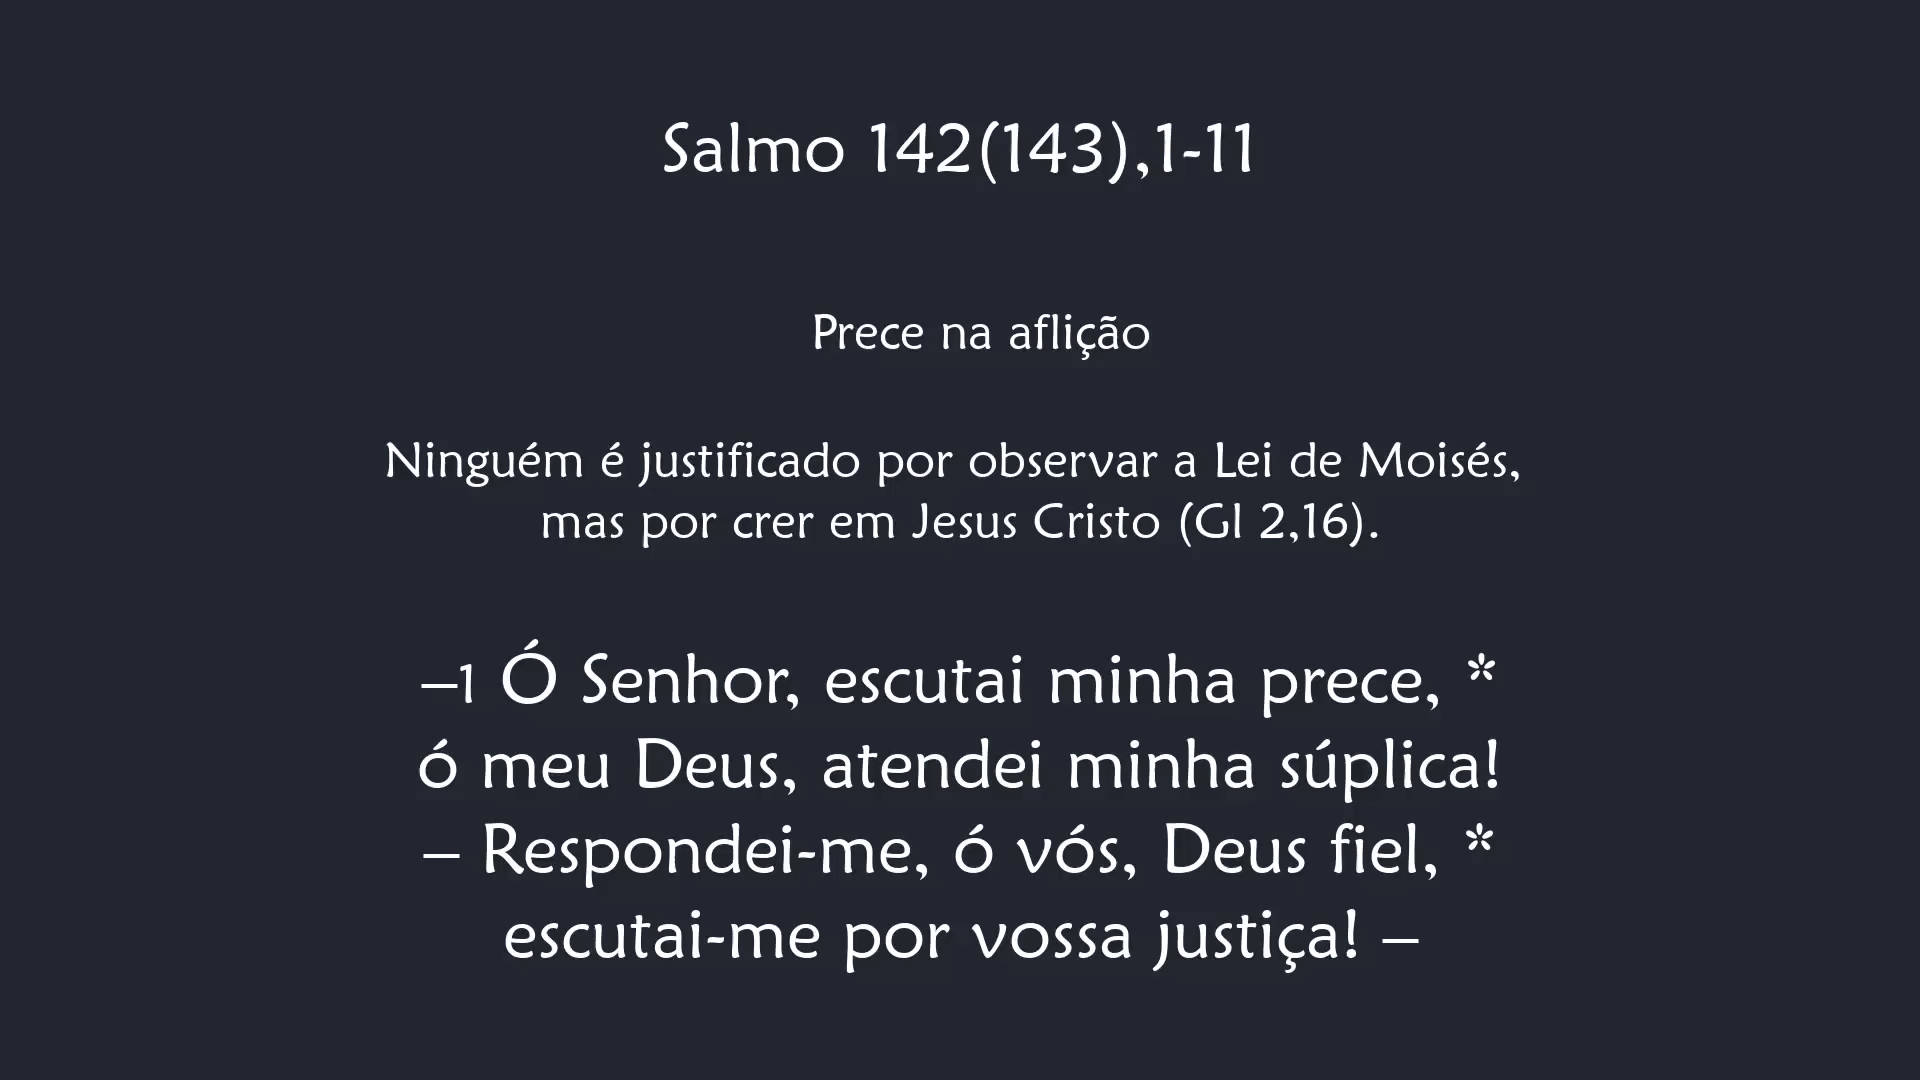 Salmo 142(143),1-11
Prece na aflição
Ninguém é justificado por observar a Lei de Moisés,
mas por crer em Jesus Cristo (Gl 2,16).
–1 Ó Senhor, escutai minha prece, *
ó meu Deus, atendei minha súplica!
– Respondei-me, ó vós, Deus fiel, *
escutai-me por vossa justiça! –